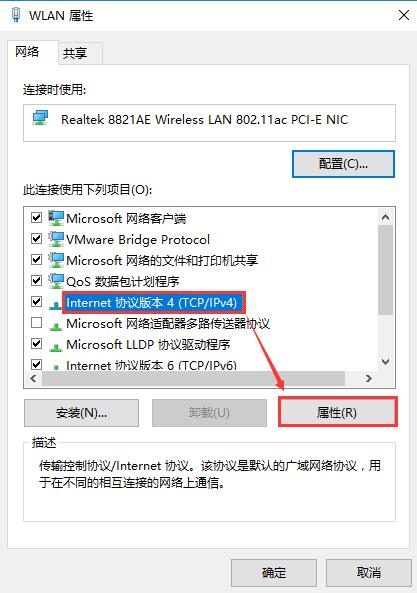 WLAN 属性
网络
共享
连接时使用:
Realtek 8821AE Wireless LAN 802.11ac PCI-E NIC
配置(C)...
此连接使用下列项目(O):
Microsoft 网络客户端
VMware Bridge Protocol
Microsoft 网络的文件和打印机共享
QoS 数据包计划程序
Internet 协议版本 4 (TCP/IPv4)
Microsoft 网络适配器多路传送器协议
Microsoft LLDP 协议驱动程序
Internet 协议版本 6 (TCP/IPv6)
安装(N)...
卸载(U)
属性(R)
描述
传输控制协议/Internet 协议。该协议是默认的广域网络协议，用
于在不同的相互连接的网络上通信。
确定
取消